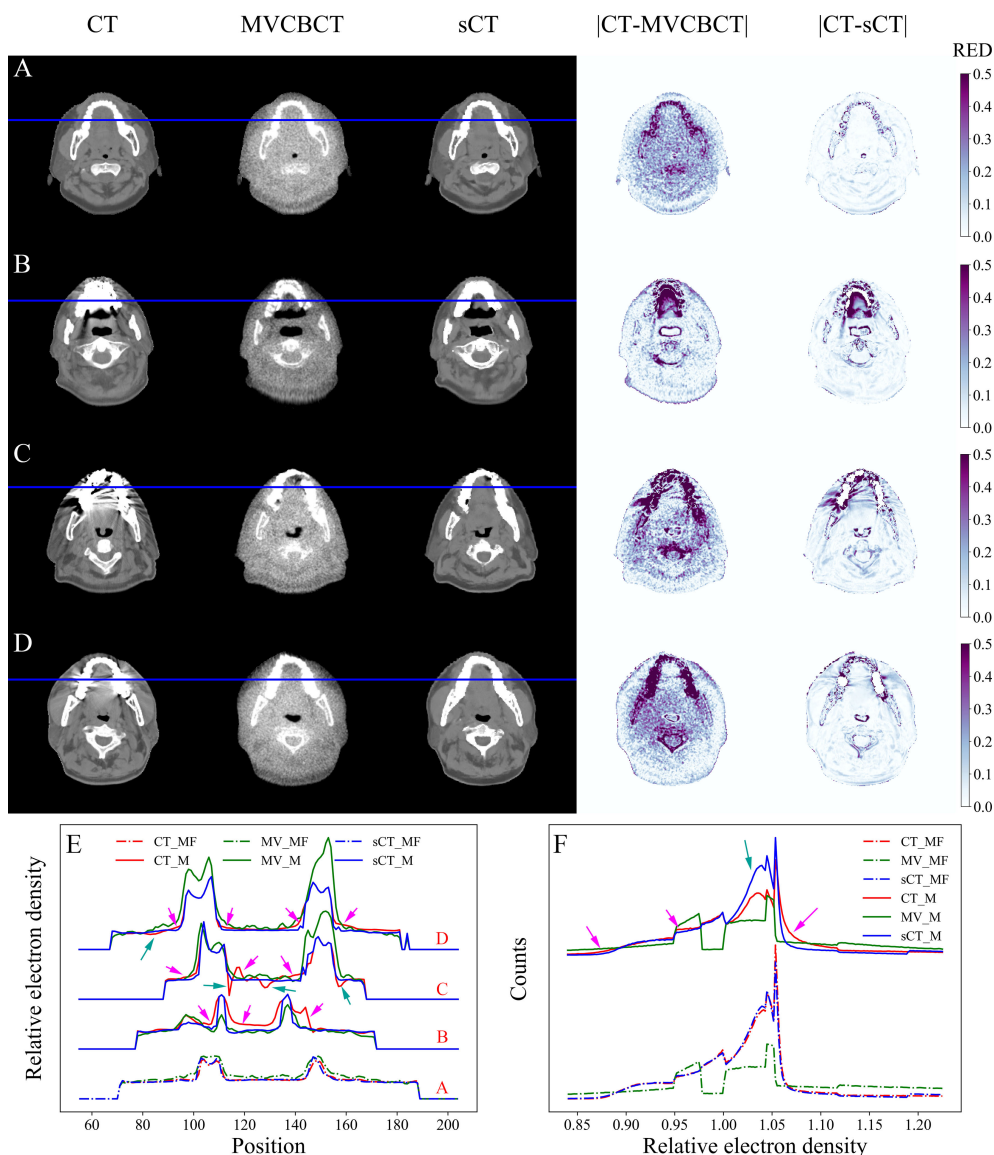 CT MVCBCT sCT |CT-MVCBCT| |CT-sCT|
RED
A
0.5
0.4
0.3
0.2
0.1
0.0
B
0.5
0.4
0.3
0.2
0.1
0.0
C
0.5
0.4
0.3
0.2
0.1
0.0
D
0.5
0.4
0.3
0.2
0.1
0.0
E
CT_MF MV_MF sCT_MF
CT_M MV_M sCT_M
D
C
B
A
Relative electron density
60 80 100 120 140 160 180 200
Position
F
CT_MF
MV_MF
sCT_MF
CT_M
MV_M
sCT_M
Counts
0.85 0.90 0.95 1.00 1.05 1.10 1.15 1.20
Relative electron density